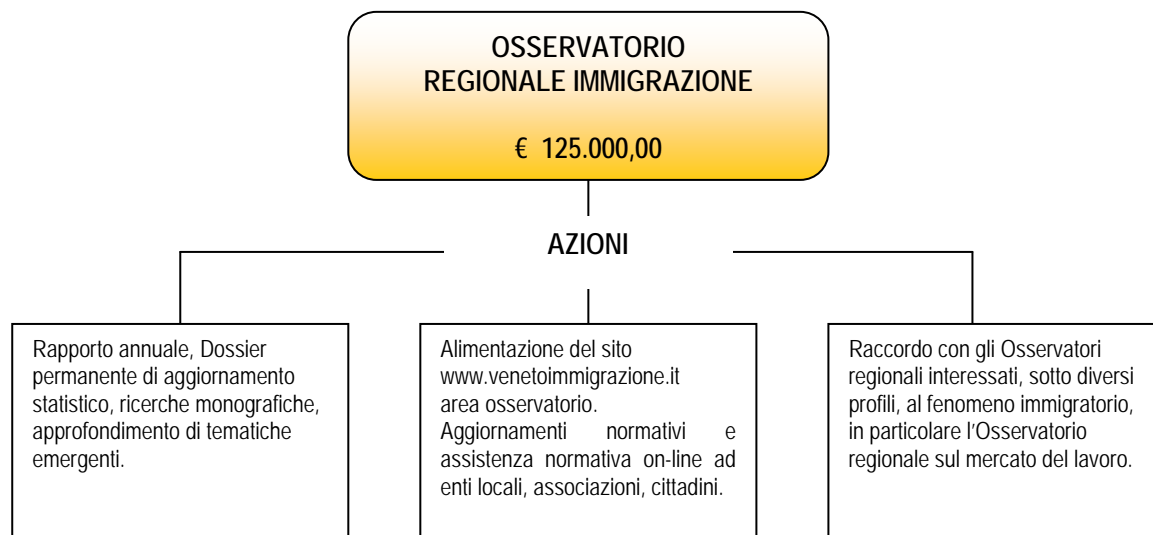 OSSERVATORIO
REGIONALE IMMIGRAZIONE
€ 125.000,00
AZIONI
Rapporto annuale, Dossier
permanente di aggiornamento
statistico, ricerche monografiche,
approfondimento di tematiche
emergenti.
Alimentazione del sito
www.venetoimmigrazione.it
area osservatorio.
Aggiornamenti normativi e
assistenza normativa on-line ad
enti locali, associazioni, cittadini.
Raccordo con gli Osservatori
regionali interessati, sotto diversi
profili, al fenomeno immigratorio,
in particolare l'Osservatorio
regionale sul mercato del lavoro.